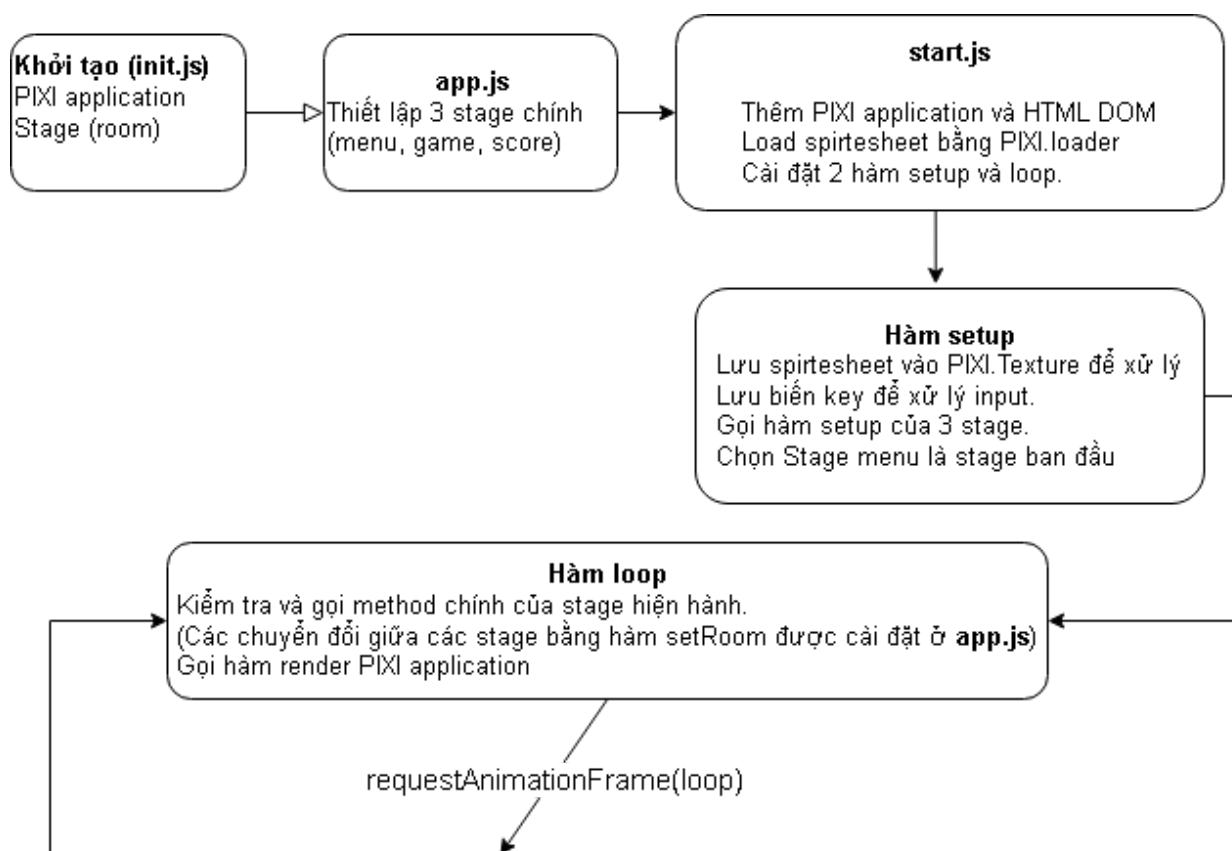 Khởi tạo (init.js)
PIXI application
Stage (room)
app.js
Thiết lập 3 stage chính
(menu, game, score)
start.js
Thêm PIXI application và HTML DOM
Load spirtesheet bằng PIXI.loader
Cài đặt 2 hàm setup và loop.
Hàm setup
Lưu spirtesheet vào PIXI.Texture để xử lý
Lưu biến key để xử lý input.
Gọi hàm setup của 3 stage.
Chọn Stage menu là stage ban đầu
Hàm loop
Kiểm tra và gọi method chính của stage hiện hành.
(Các chuyển đổi giữa các stage bằng hàm setRoom được cài đặt ở app.js)
Gọi hàm render PIXI application
requestAnimationFrame(loop)